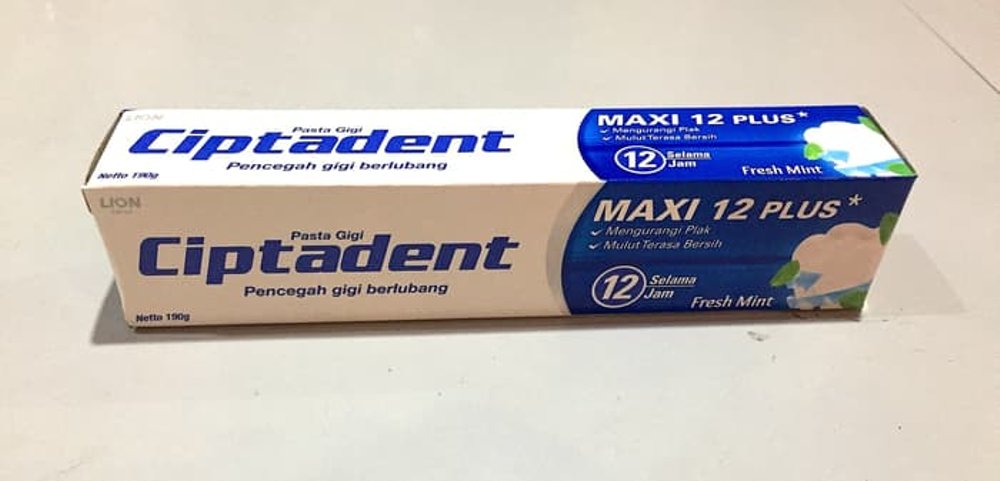 LION
Pasta Gigi
Ciptadent
Pencegah gigi berlubang
Netto 190g
MAXI 12 PLUS*
Mengurangi Plak
Mulut Terasa Bersih
12 Selama Jam
Fresh Mint
LION
Pasta Gigi
Ciptadent
Pencegah gigi berlubang
Netto 190g
MAXI 12 PLUS*
Mengurangi Plak
Mulut Terasa Bersih
12 Selama Jam
Fresh Mint